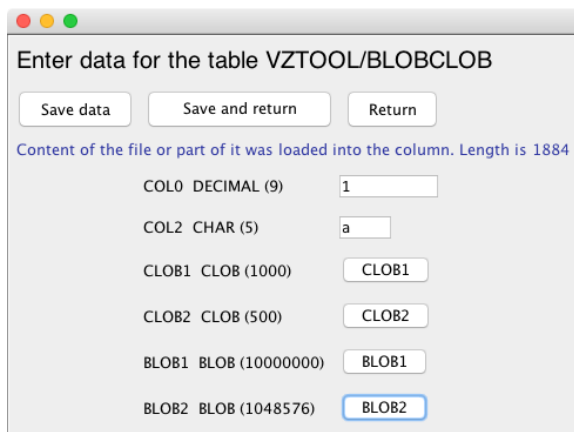 Enter data for the table VZTOOL/BLOBCLOB
Save data Save and return Return
Content of the file or part of it was loaded into the column. Length is 1884
COL0 DECIMAL (9) 1
COL2 CHAR (5) a
CLOB1 CLOB (1000) CLOB1
CLOB2 CLOB (500) CLOB2
BLOB1 BLOB (10000000) BLOB1
BLOB2 BLOB (1048576) BLOB2